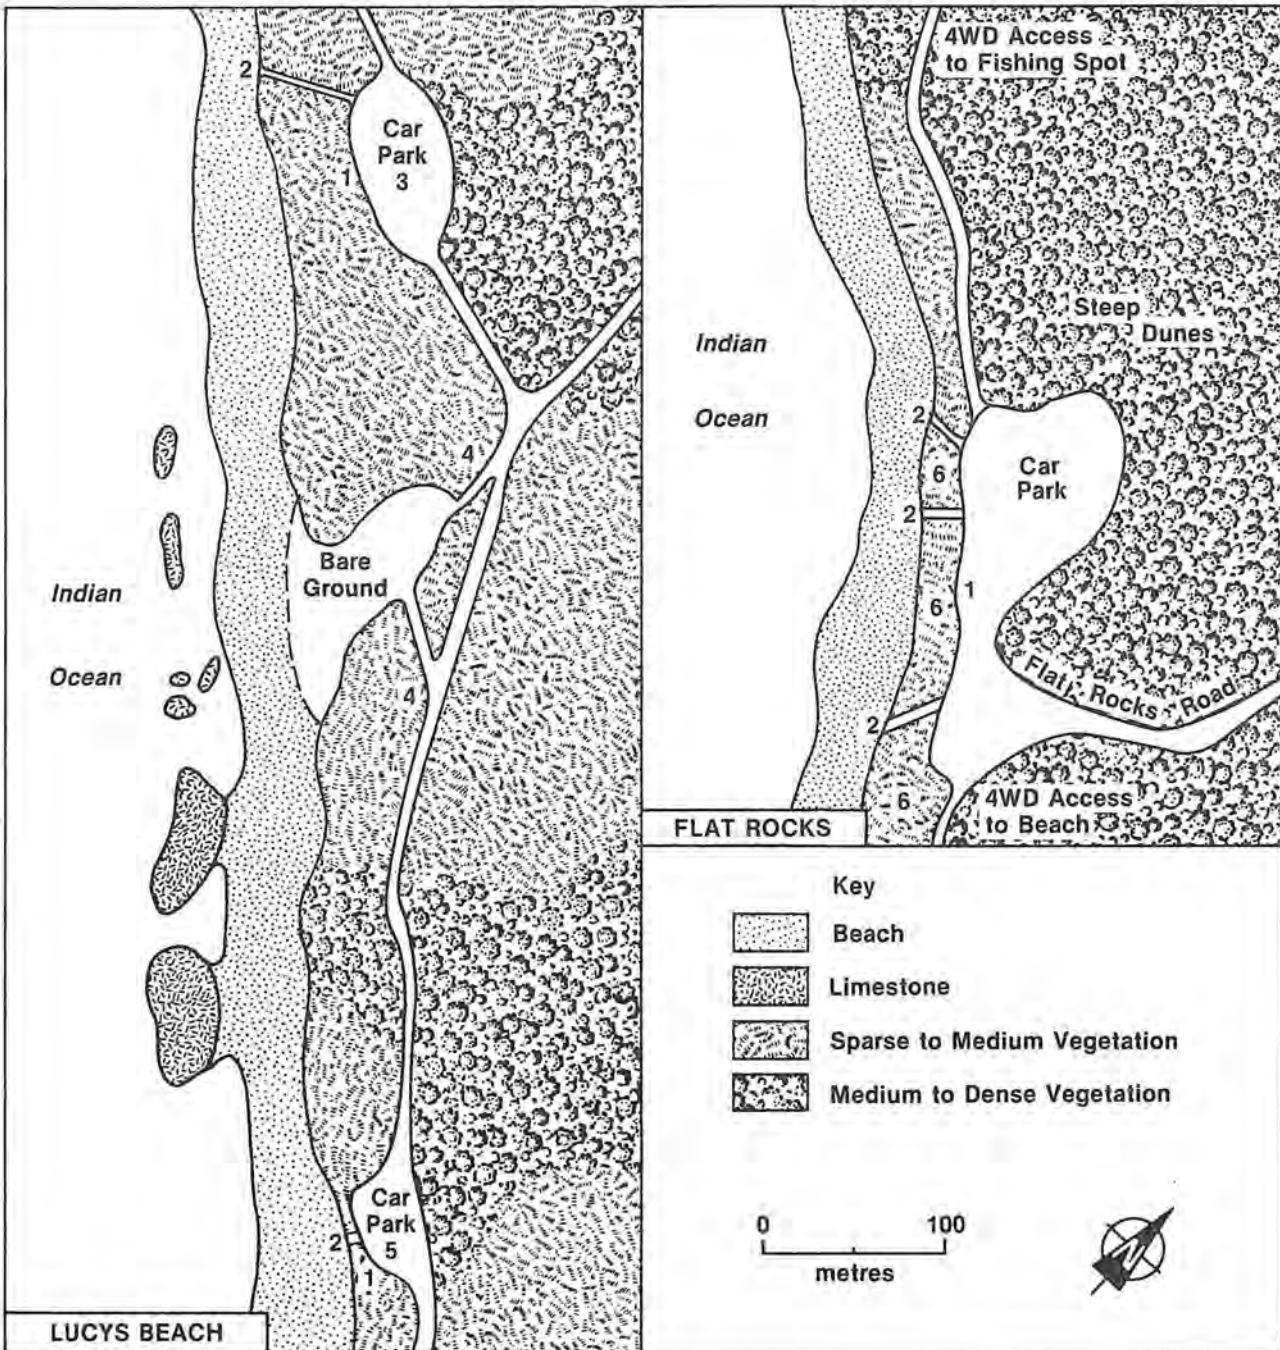 2
Car
Park
3
1
4
Bare
Ground
Indian
Ocean
4
Car
Park
5
2
1
LUCYS BEACH
4WD Access
to Fishing Spot
Steep
Dunes
Indian
Ocean
2
6
Car
Park
2
6
1
Flat Rocks Road
2
6
4WD Access
to Beach
FLAT ROCKS
Key
Beach
Limestone
Sparse to Medium Vegetation
Medium to Dense Vegetation
0 100
metres
N